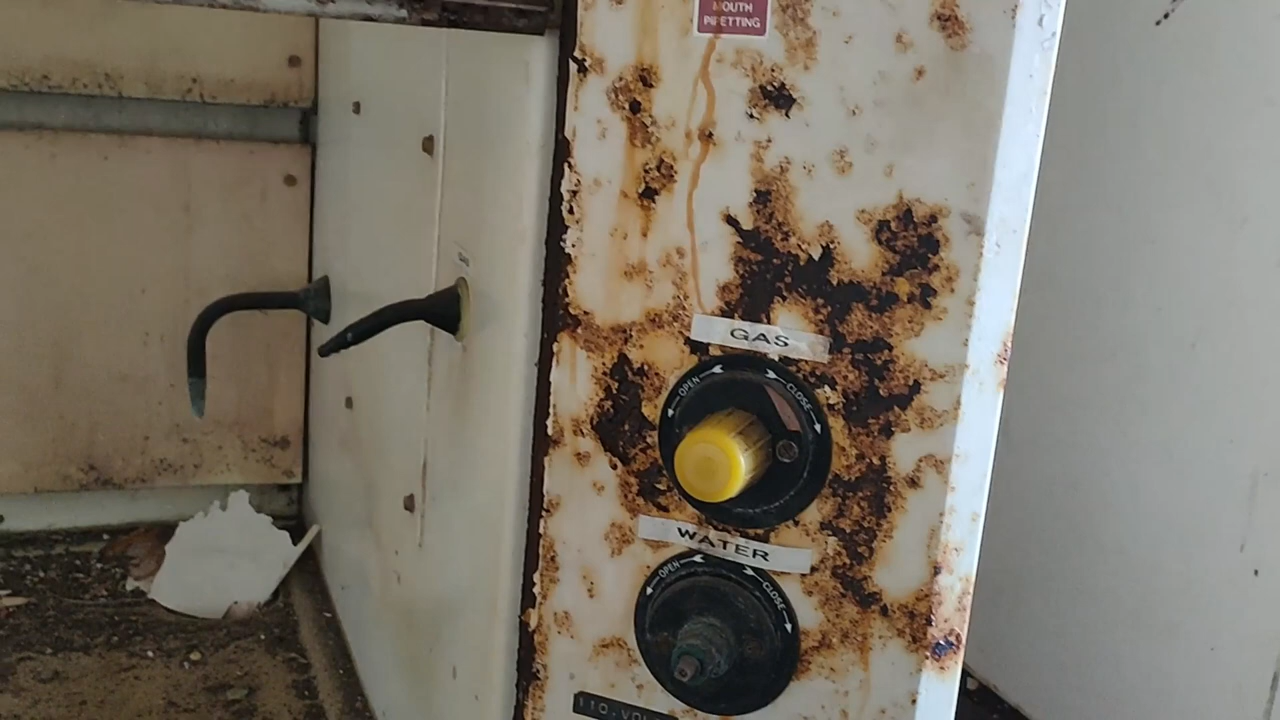 MOUTH
PIPETTING
GAS
OPEN
CLOSE
WATER
OPEN
CLOSE